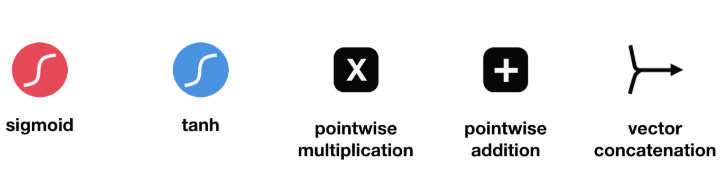 X
sigmoid
tanh
pointwise
multiplication
pointwise
addition
vector
concatenation